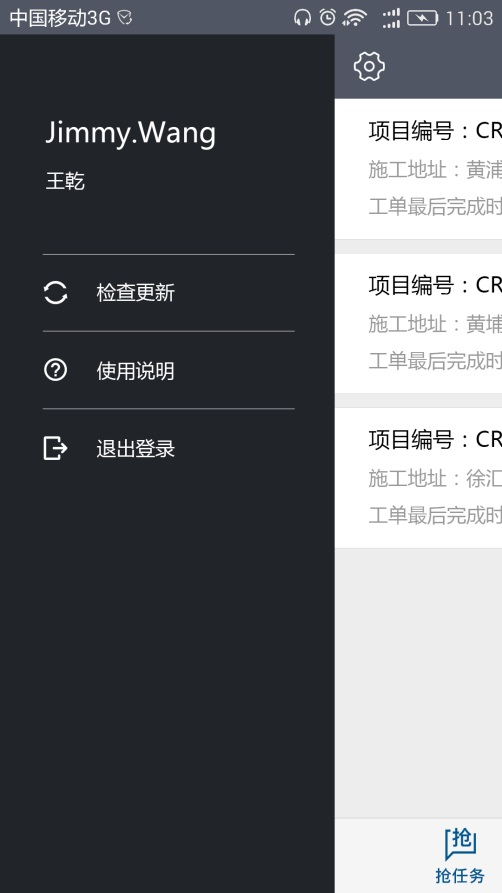 中国移动3G
11:03
Jimmy.Wang
王乾
检查更新
使用说明
退出登录
项目编号：CR
施工地址：黄浦
工单最后完成时
项目编号：CR
施工地址：黄埔
工单最后完成时
项目编号：CR
施工地址：徐汇
工单最后完成时
抢
抢任务